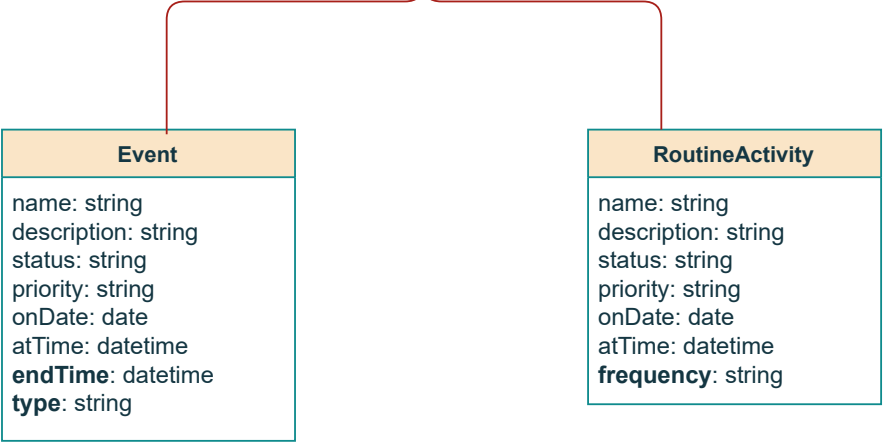 Event
name: string
description: string
status: string
priority: string
onDate: date
atTime: datetime
endTime: datetime
type: string
RoutineActivity
name: string
description: string
status: string
priority: string
onDate: date
atTime: datetime
frequency: string